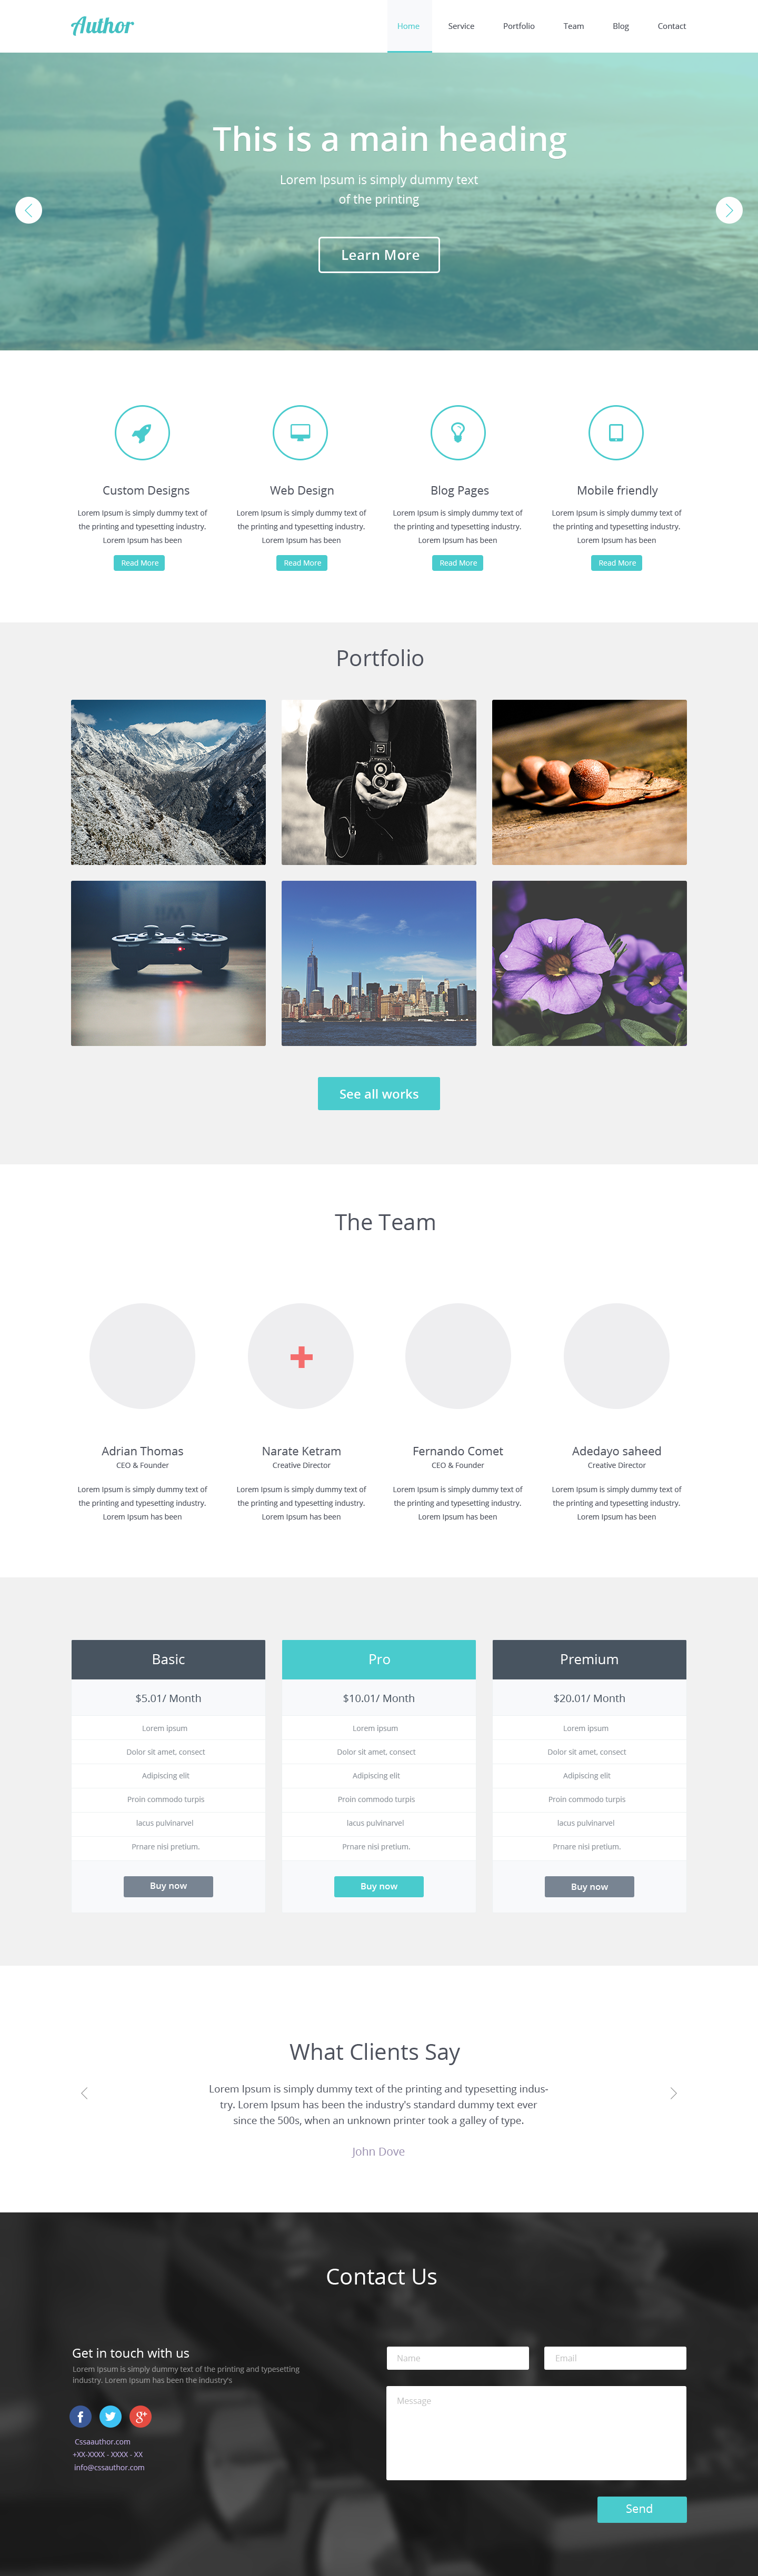 Author
Home Service Portfolio Team Blog Contact
This is a main heading
Lorem Ipsum is simply dummy text
of the printing
Learn More
Custom Designs
Lorem Ipsum is simply dummy text of
the printing and typesetting industry.
Lorem Ipsum has been
Read More
Web Design
Lorem Ipsum is simply dummy text of
the printing and typesetting industry.
Lorem Ipsum has been
Read More
Blog Pages
Lorem Ipsum is simply dummy text of
the printing and typesetting industry.
Lorem Ipsum has been
Read More
Mobile friendly
Lorem Ipsum is simply dummy text of
the printing and typesetting industry.
Lorem Ipsum has been
Read More
Portfolio
See all works
The Team
Adrian Thomas
CEO & Founder
Lorem Ipsum is simply dummy text of
the printing and typesetting industry.
Lorem Ipsum has been
Narate Ketram
Creative Director
Lorem Ipsum is simply dummy text of
the printing and typesetting industry.
Lorem Ipsum has been
Fernando Comet
CEO & Founder
Lorem Ipsum is simply dummy text of
the printing and typesetting industry.
Lorem Ipsum has been
Adedayo saheed
Creative Director
Lorem Ipsum is simply dummy text of
the printing and typesetting industry.
Lorem Ipsum has been
Basic
$5.01/ Month
Lorem ipsum
Dolor sit amet, consect
Adipiscing elit
Proin commodo turpis
lacus pulvinarvel
Prnare nisi pretium.
Buy now
Pro
$10.01/ Month
Lorem ipsum
Dolor sit amet, consect
Adipiscing elit
Proin commodo turpis
lacus pulvinarvel
Prnare nisi pretium.
Buy now
Premium
$20.01/ Month
Lorem ipsum
Dolor sit amet, consect
Adipiscing elit
Proin commodo turpis
lacus pulvinarvel
Prnare nisi pretium.
Buy now
What Clients Say
Lorem Ipsum is simply dummy text of the printing and typesetting indus-
try. Lorem Ipsum has been the industry's standard dummy text ever
since the 500s, when an unknown printer took a galley of type.
John Dove
Contact Us
Get in touch with us
Lorem Ipsum is simply dummy text of the printing and typesetting
industry. Lorem Ipsum has been the industry's
Cssaauthor.com
+XX-XXXX - XXXX - XX
info@cssauthor.com
Name
Email
Message
Send